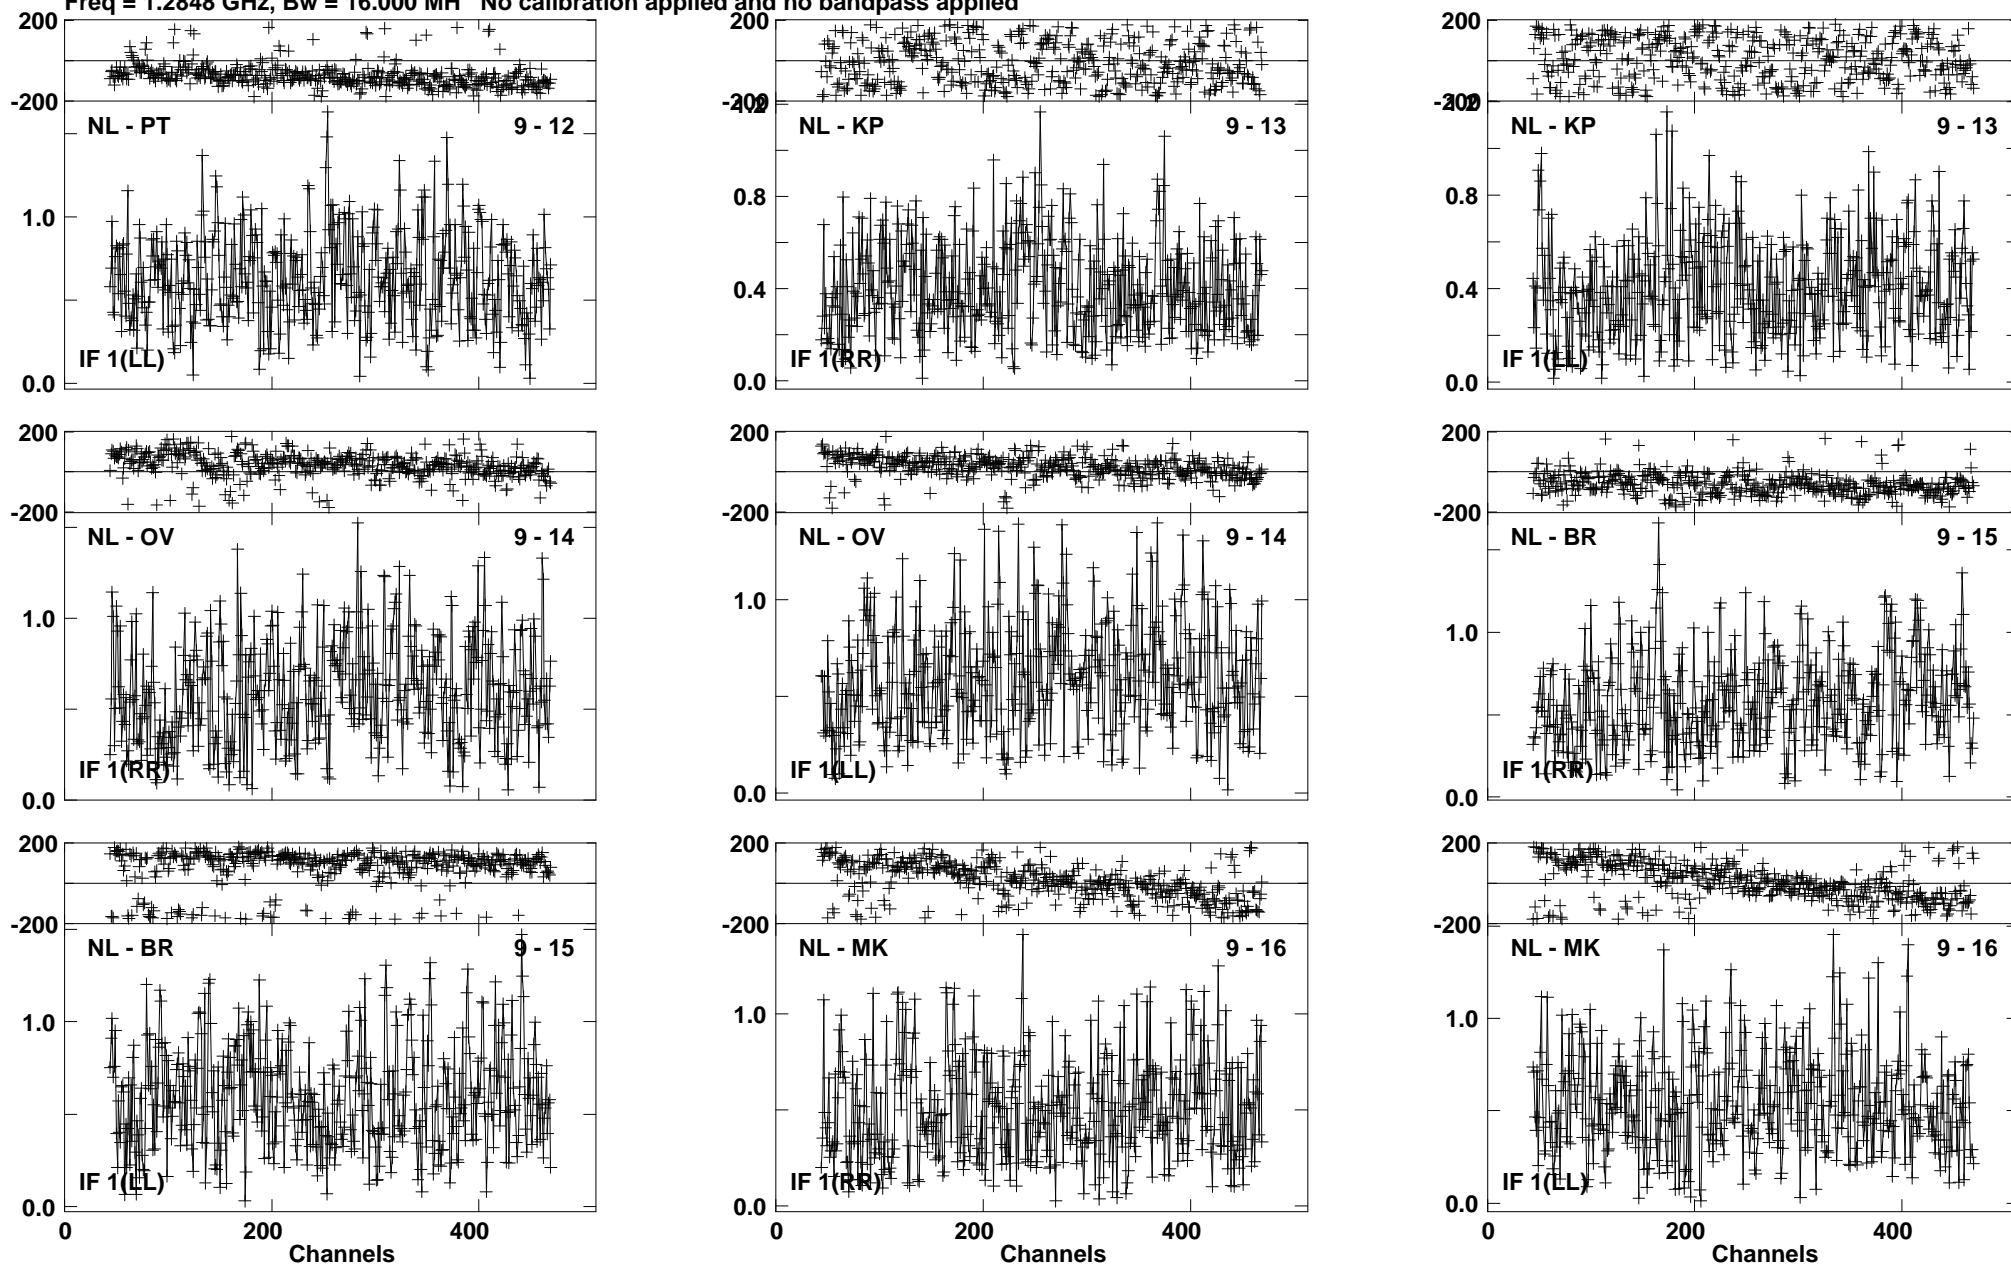 Freq = 1.2848 GHz, Bw = 16.000 MH No calibration applied and no bandpass applied
200 200 200
-200 -200 -200
1.2 1.2
NL - PT 9 - 12 NL - KP 9 - 13 NL - KP 9 - 13
1.0 0.8 0.8
0.4 0.4
IF 1(LL) IF 1(RR) IF 1(LL)
0.0 0.0 0.0
200 200 200
-200 -200 -200
NL - OV 9 - 14 NL - OV 9 - 14 NL - BR 9 - 15
1.0 1.0 1.0
IF 1(RR) IF 1(LL) IF 1(RR)
0.0 0.0 0.0
200 200 200
-200 -200 -200
NL - BR 9 - 15 NL - MK 9 - 16 NL - MK 9 - 16
1.0 1.0 1.0
IF 1(LL) IF 1(RR) IF 1(LL)
0.0 0.0 0.0
0 200 400 0 200 400 0 200 400
Channels Channels Channels